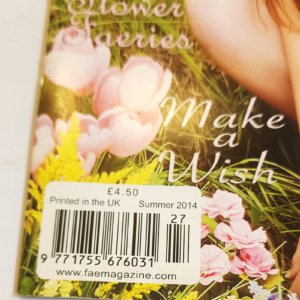 Flower
Faeries
Make
a
Wish
£4.50
Printed in the UK Summer 2014
27
9 771755 676031
www.faemagazine.com